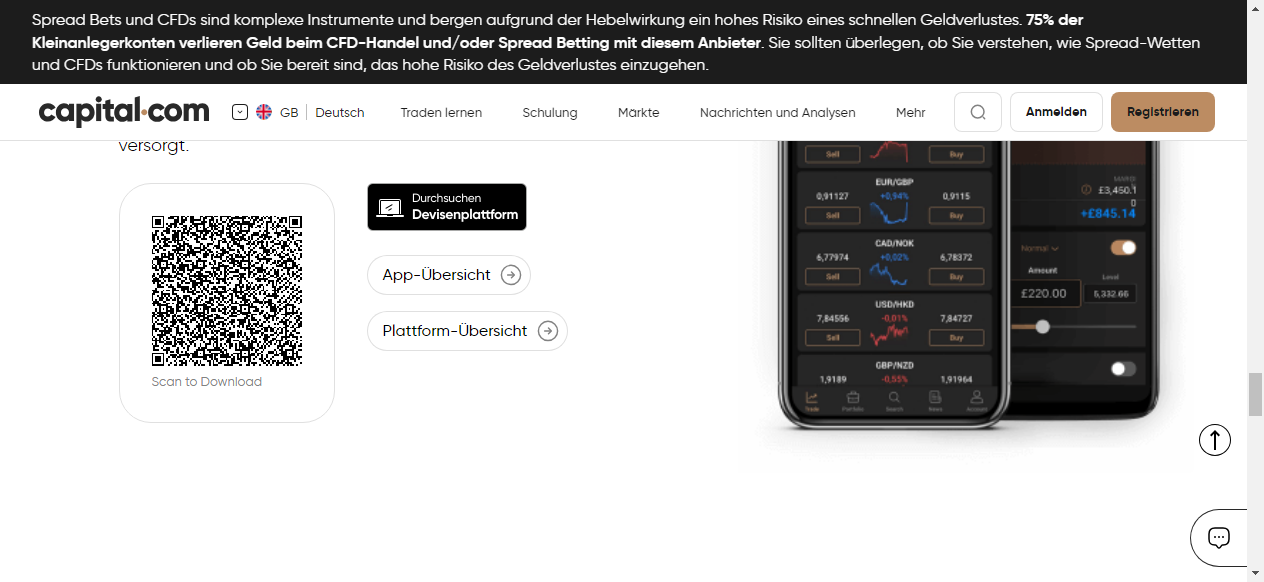 Spread Bets und CFDs sind komplexe Instrumente und bergen aufgrund der Hebelwirkung ein hohes Risiko eines schnellen Geldverlustes. 75% der
Kleinanlegerkonten verlieren Geld beim CFD-Handel und/oder Spread Betting mit diesem Anbieter. Sie sollten überlegen, ob Sie verstehen, wie Spread-Wetten
und CFDs funktionieren und ob Sie bereit sind, das hohe Risiko des Geldverlustes einzugehen.
capital.com GB Deutsch Traden lernen Schulung Märkte Nachrichten und Analysen Mehr Anmelden Registrieren
versorgt.
Durchsuchen
Devisenplattform
App-Übersicht
Plattform-Übersicht
Scan to Download
Sell Buy
EUR/GBP
0,91127 +0,94% 0,9115
Sell Buy
CAD/NOK
6,77974 +0,02% 6,78372
Sell Buy
USD/HKD
7,84556 -0,01% 7,84727
Sell Buy
GBP/NZD
1,9189 -0,55% 1,91964
Trade Portfolio Search News Account
£3,450.1
0
+£845.14
Normal
Amount Level
£220.00 5,332.66